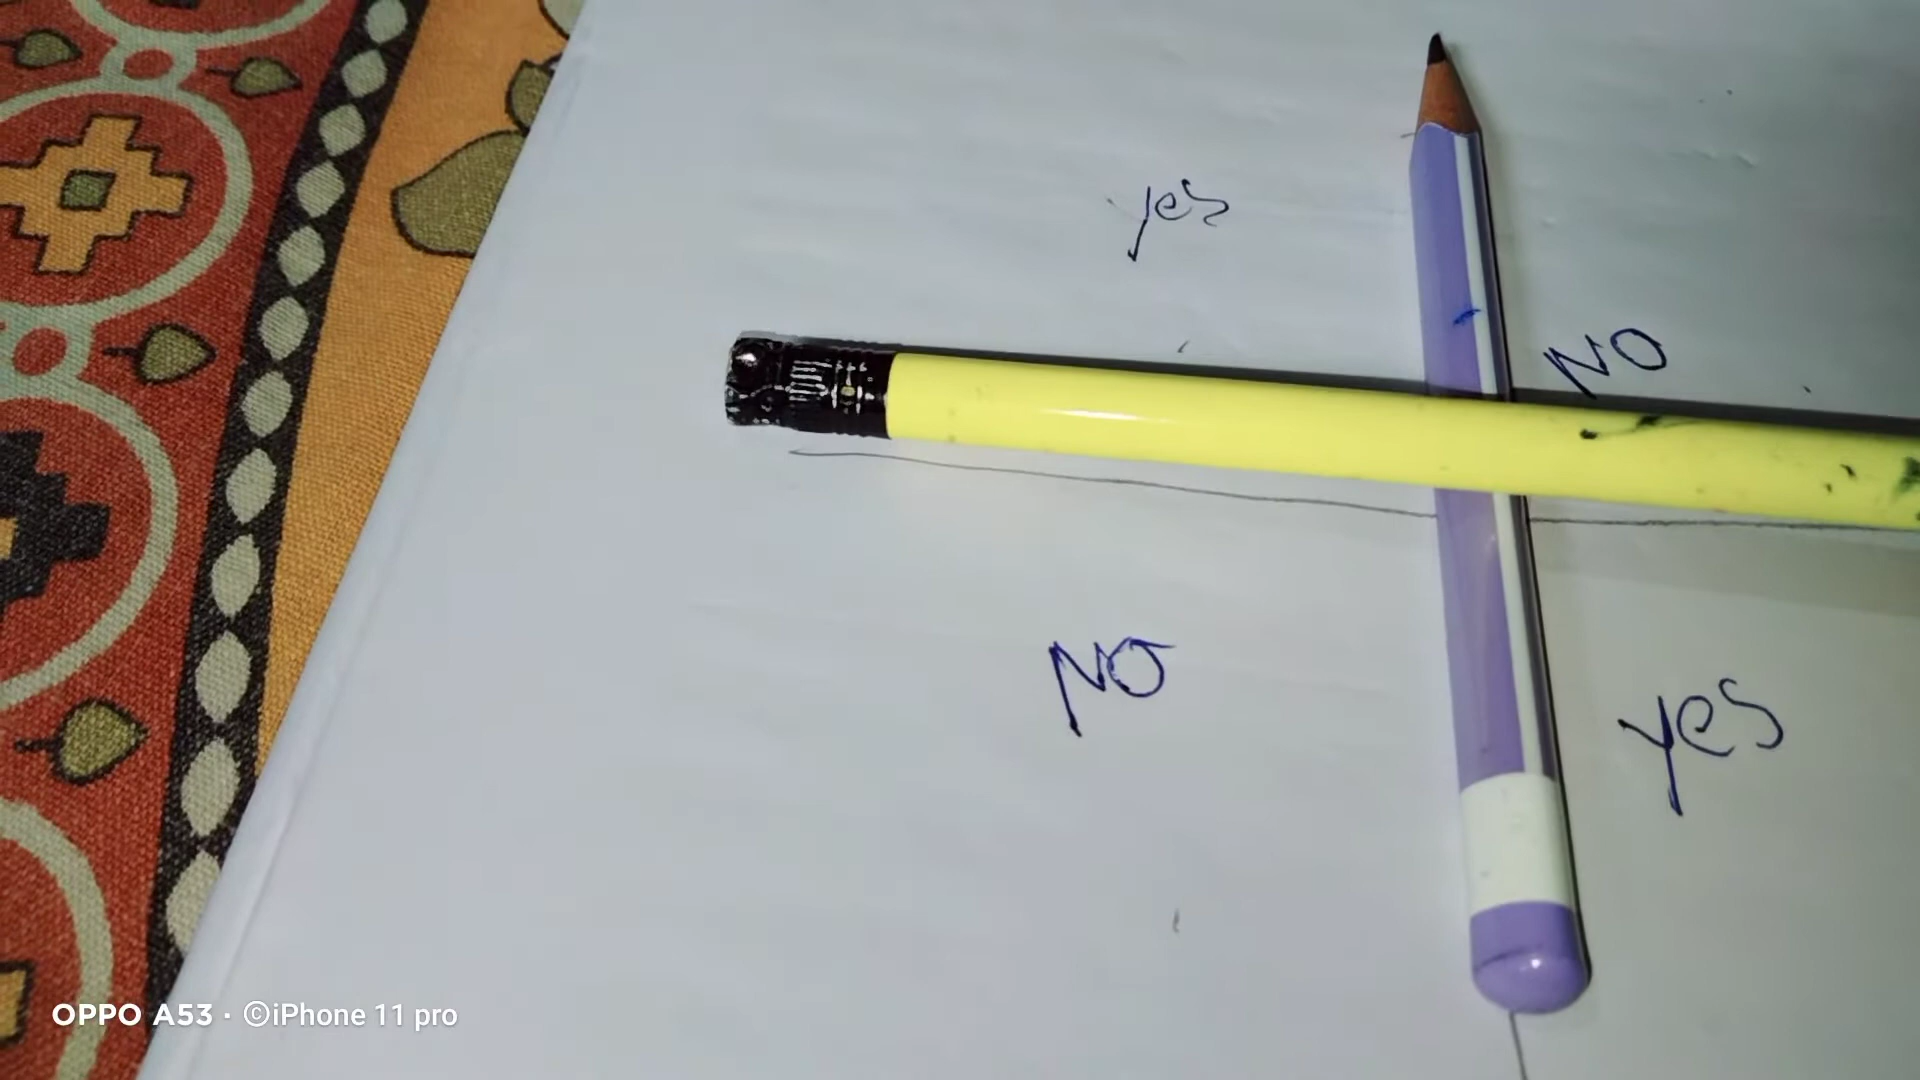 yes
NO
NO
yes
OPPO A53 · ©iPhone 11 pro